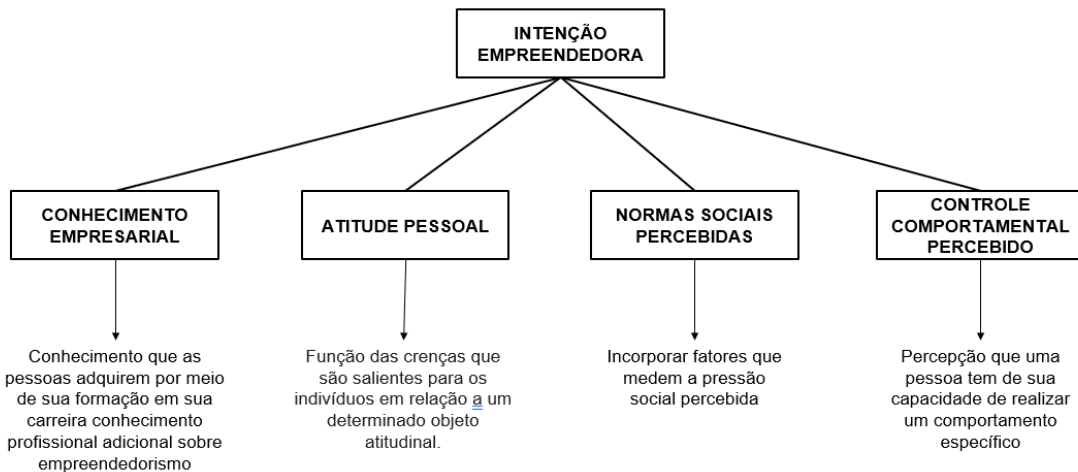 INTENÇÃO
EMPREENDEDORA
CONHECIMENTO
EMPRESARIAL
ATITUDE PESSOAL
NORMAS SOCIAIS
PERCEBIDAS
CONTROLE
COMPORTAMENTAL
PERCEBIDO
Conhecimento que as
pessoas adquirem por meio
de sua formação em sua
carreira conhecimento
profissional adicional sobre
empreendedorismo
Função das crenças que
são salientes para os
indivíduos em relação a um
determinado objeto
atitudinal.
Incorporar fatores que
medem a pressão
social percebida
Percepção que uma
pessoa tem de sua
capacidade de realizar
um comportamento
específico